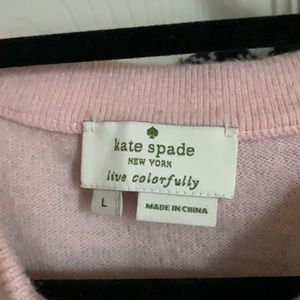 kate spade
NEW YORK
live colorfully
L
MADE IN CHINA